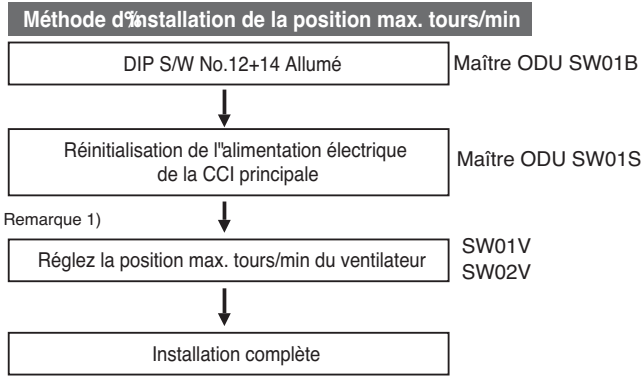 Méthode d%Installation de la position max. tours/min
DIP S/W No.12+14 Allumé
Maître ODU SW01B
Réinitialisation de l"alimentation électrique
de la CCI principale
Maître ODU SW01S
Remarque 1)
Réglez la position max. tours/min du ventilateur
SW01V
SW02V
Installation complète